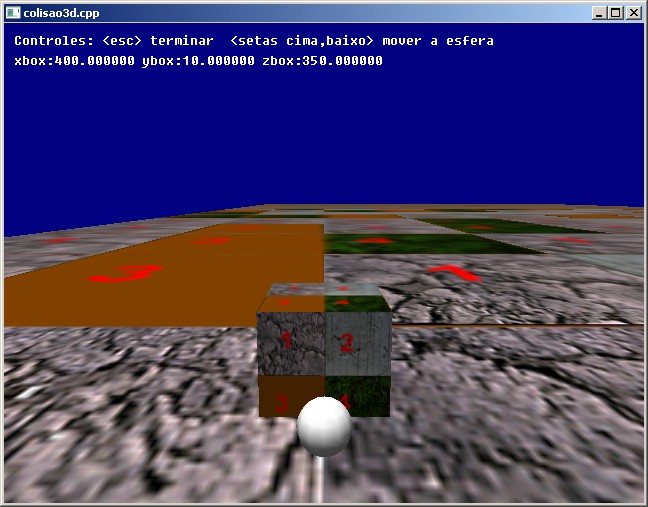 colisao3d.cpp
Controles: <esc> terminar <setas cima,baixo> mover a esfera
xbox:400.000000 ybox:10.000000 zbox:350.000000
1 2
3 4